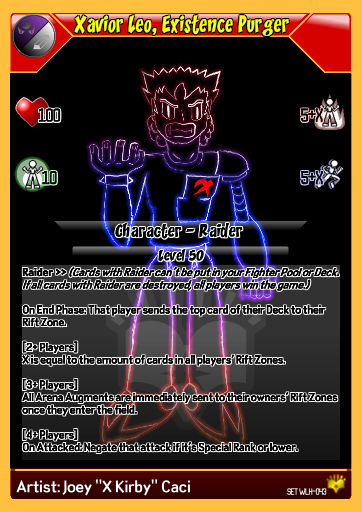 Xavior Leo, Existence Purger
100
5+X
10
5+X
Character - Raider
Level 50
Raider >> (Cards with Raider can't be put in your Fighter Pool or Deck.
If all cards with Raider are destroyed, all players win the game.)
On End Phase: That player sends the top card of their Deck to their
Rift Zone.
[2+ Players]
X is equal to the amount of cards in all players' Rift Zones.
[3+ Players]
All Arena Augments are immediately sent to their owners' Rift Zones
once they enter the field.
[4+ Players]
On Attacked: Negate that attack if it's Special Rank or lower.
Artist: Joey "X Kirby" Caci
SET WLH-043